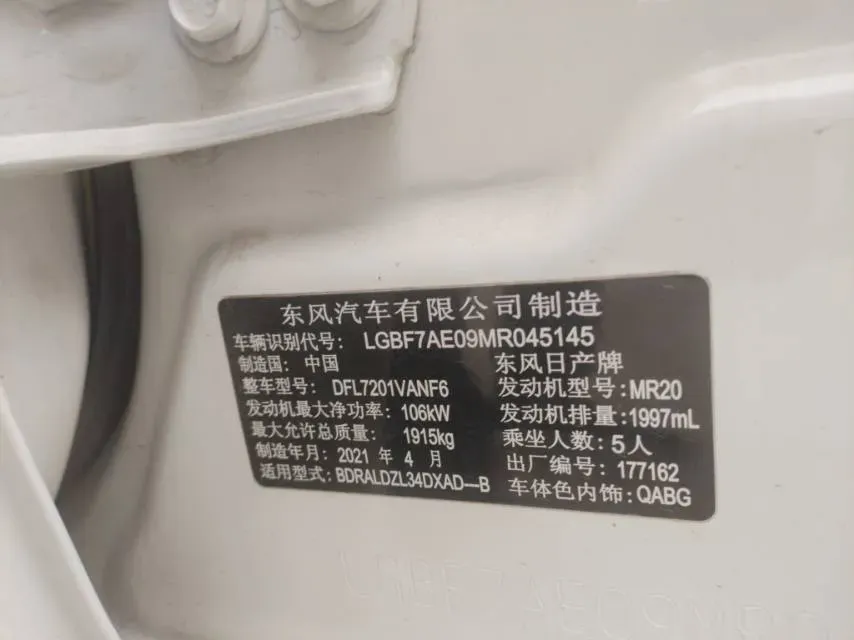 东风汽车有限公司制造
车辆识别代号: LGBF7AE09MR045145
制造国: 中国 东风日产牌
整车型号: DFL7201VANF6 发动机型号: MR20
发动机最大净功率: 106kW 发动机排量: 1997mL
最大允许总质量: 1915kg 乘坐人数: 5人
制造年月: 2021 年 4 月 出厂编号: 177162
适用型式: BDRALDZL34DXAD—B 车体色内饰: QABG